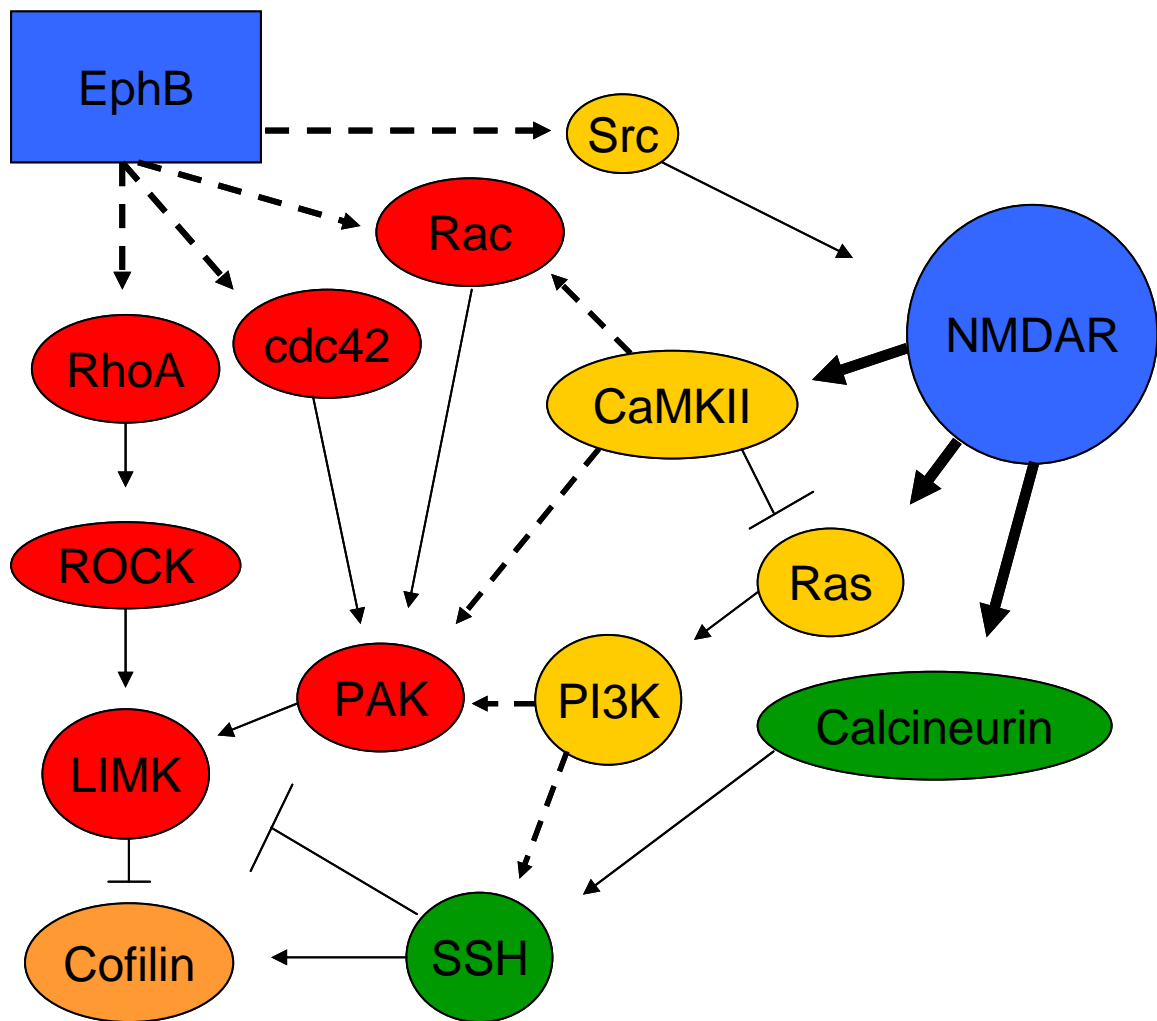 EphB
Src
Rac
NMDAR
cdc42
RhoA
CaMKII
ROCK
Ras
PAK
PI3K
Calcineurin
LIMK
Cofilin
SSH